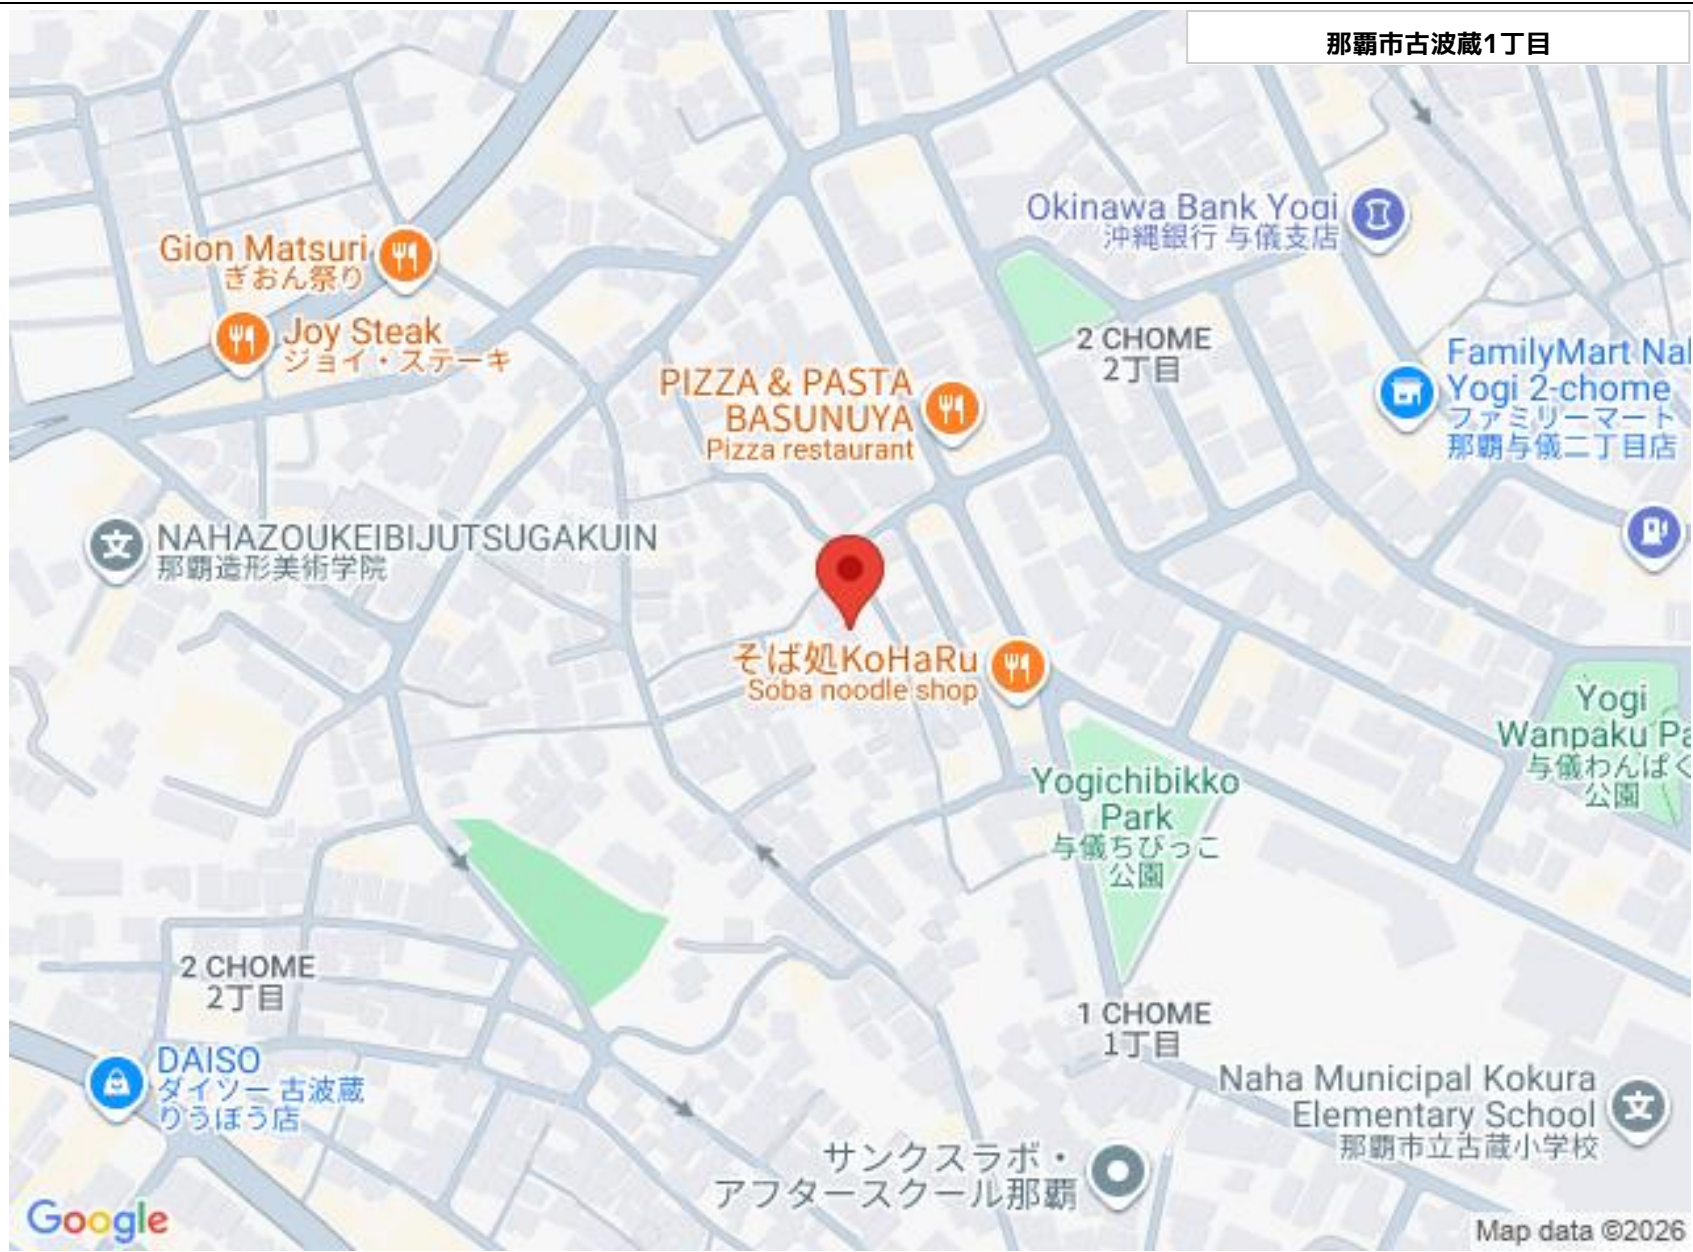 那覇市古波蔵1丁目
Okinawa Bank Yogi
沖縄銀行 与儀支店
Gion Matsuri
ぎおん祭り
Joy Steak
ジョイ・ステーキ
2 CHOME
2丁目
FamilyMart Nal
Yogi 2-chome
ファミリーマート
那覇与儀二丁目店
PIZZA & PASTA
BASUNUYA
Pizza restaurant
NAHAZOUKEIBIJUTSUGAKUIN
那覇造形美術学院
そば処KoHaRu
Soba noodle shop
Yogi
Wanpaku Pa
与儀わんぱく
公園
Yogichibikko
Park
与儀ちびっこ
公園
2 CHOME
2丁目
1 CHOME
1丁目
DAISO
ダイソー 古波蔵
りうぼう店
Naha Municipal Kokura
Elementary School
那覇市立古蔵小学校
サンクスラボ・
アフタースクール那覇
Google
Map data ©2026